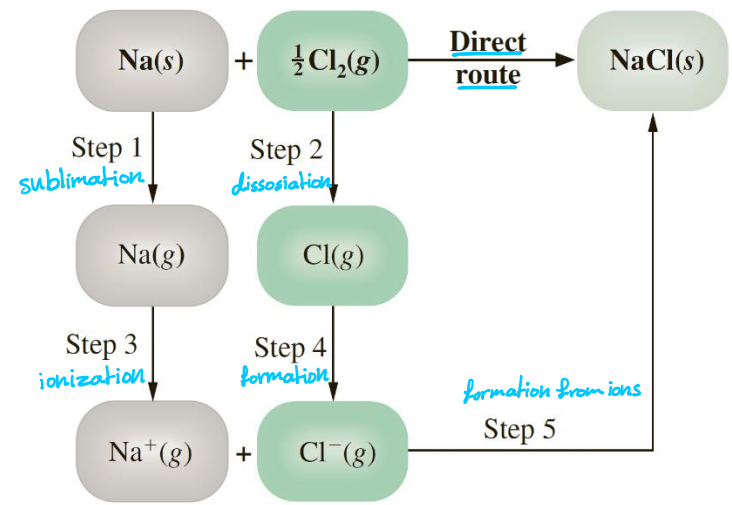 Na(s) + ½Cl₂(g) Direct route NaCl(s)
Step 1 Step 2
sublimation dissosiation
Na(g) Cl(g)
Step 3 Step 4
ionization formation
formation from ions
Step 5
Na⁺(g) + Cl⁻(g)